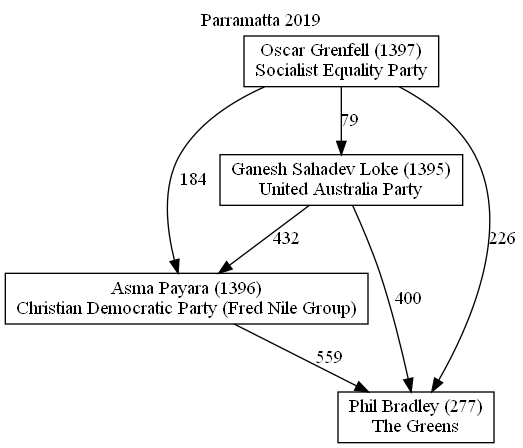 Parramatta 2019
Oscar Grenfell (1397)
Socialist Equality Party
79
Ganesh Sahadev Loke (1395)
United Australia Party
184
432
226
Asma Payara (1396)
Christian Democratic Party (Fred Nile Group)
400
559
Phil Bradley (277)
The Greens